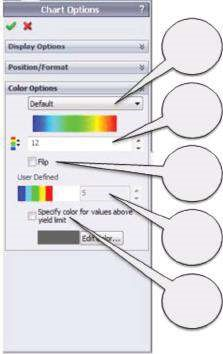 Chart Options ?
Display Options
Position/Format
Color Options
Default
12
Flip
User Defined
5
Specify color for values above
yield limit
Edit Color...